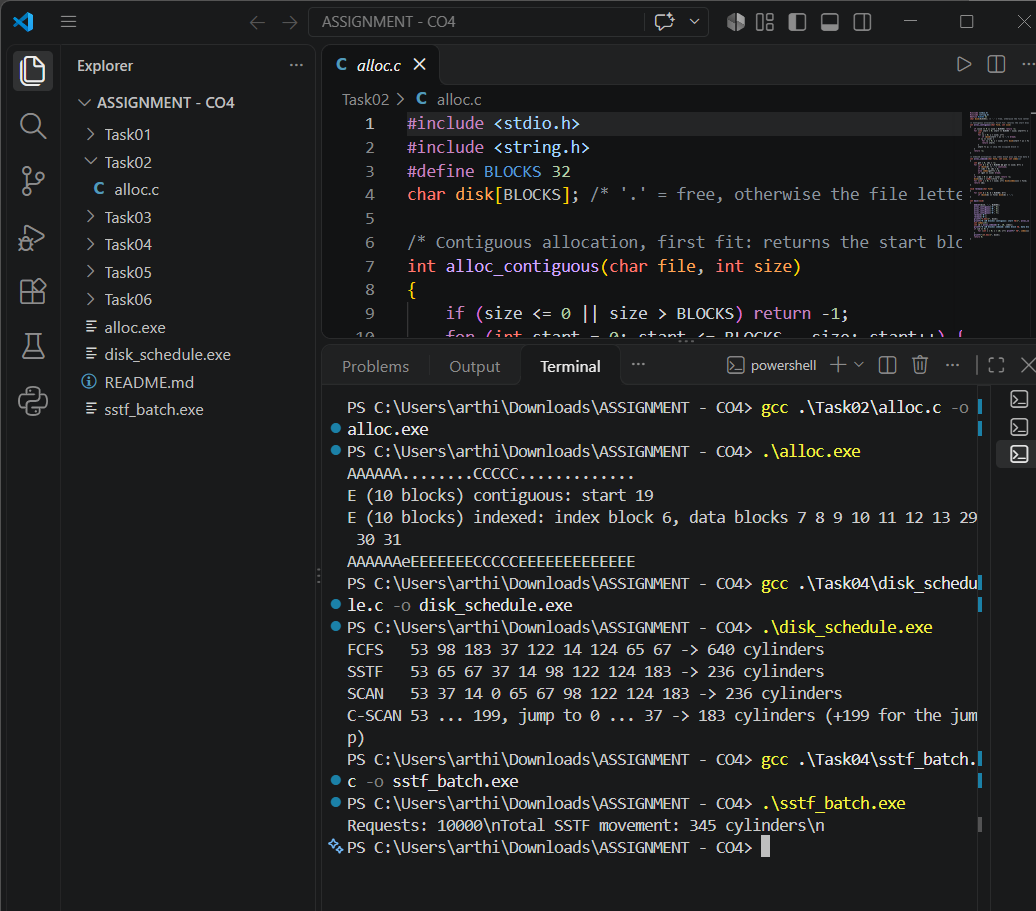 ASSIGNMENT - CO4
Explorer
ASSIGNMENT - CO4
Task01
Task02
C alloc.c
Task03
Task04
Task05
Task06
alloc.exe
disk_schedule.exe
README.md
sstf_batch.exe
C alloc.c
Task02 > C alloc.c
1 #include <stdio.h>
2 #include <string.h>
3 #define BLOCKS 32
4 char disk[BLOCKS]; /* '.' = free, otherwise the file lette
5
6 /* Contiguous allocation, first fit: returns the start blo
7 int alloc_contiguous(char file, int size)
8 {
9 if (size <= 0 || size > BLOCKS) return -1;
10 for (int start = 0; start <= BLOCKS - size; start++) {
Problems Output Terminal ... powershell
PS C:\Users\arthi\Downloads\ASSIGNMENT - CO4> gcc .\Task02\alloc.c -o
alloc.exe
PS C:\Users\arthi\Downloads\ASSIGNMENT - CO4> .\alloc.exe
AAAAAA........CCCCC.............
E (10 blocks) contiguous: start 19
E (10 blocks) indexed: index block 6, data blocks 7 8 9 10 11 12 13 29
30 31
AAAAAAeEEEEEEECCCCCEEEEEEEEEEEEE
PS C:\Users\arthi\Downloads\ASSIGNMENT - CO4> gcc .\Task04\disk_schedu
le.c -o disk_schedule.exe
PS C:\Users\arthi\Downloads\ASSIGNMENT - CO4> .\disk_schedule.exe
FCFS 53 98 183 37 122 14 124 65 67 -> 640 cylinders
SSTF 53 65 67 37 14 98 122 124 183 -> 236 cylinders
SCAN 53 37 14 0 65 67 98 122 124 183 -> 236 cylinders
C-SCAN 53 ... 199, jump to 0 ... 37 -> 183 cylinders (+199 for the jum
p)
PS C:\Users\arthi\Downloads\ASSIGNMENT - CO4> gcc .\Task04\sstf_batch.
c -o sstf_batch.exe
PS C:\Users\arthi\Downloads\ASSIGNMENT - CO4> .\sstf_batch.exe
Requests: 10000\nTotal SSTF movement: 345 cylinders\n
PS C:\Users\arthi\Downloads\ASSIGNMENT - CO4>